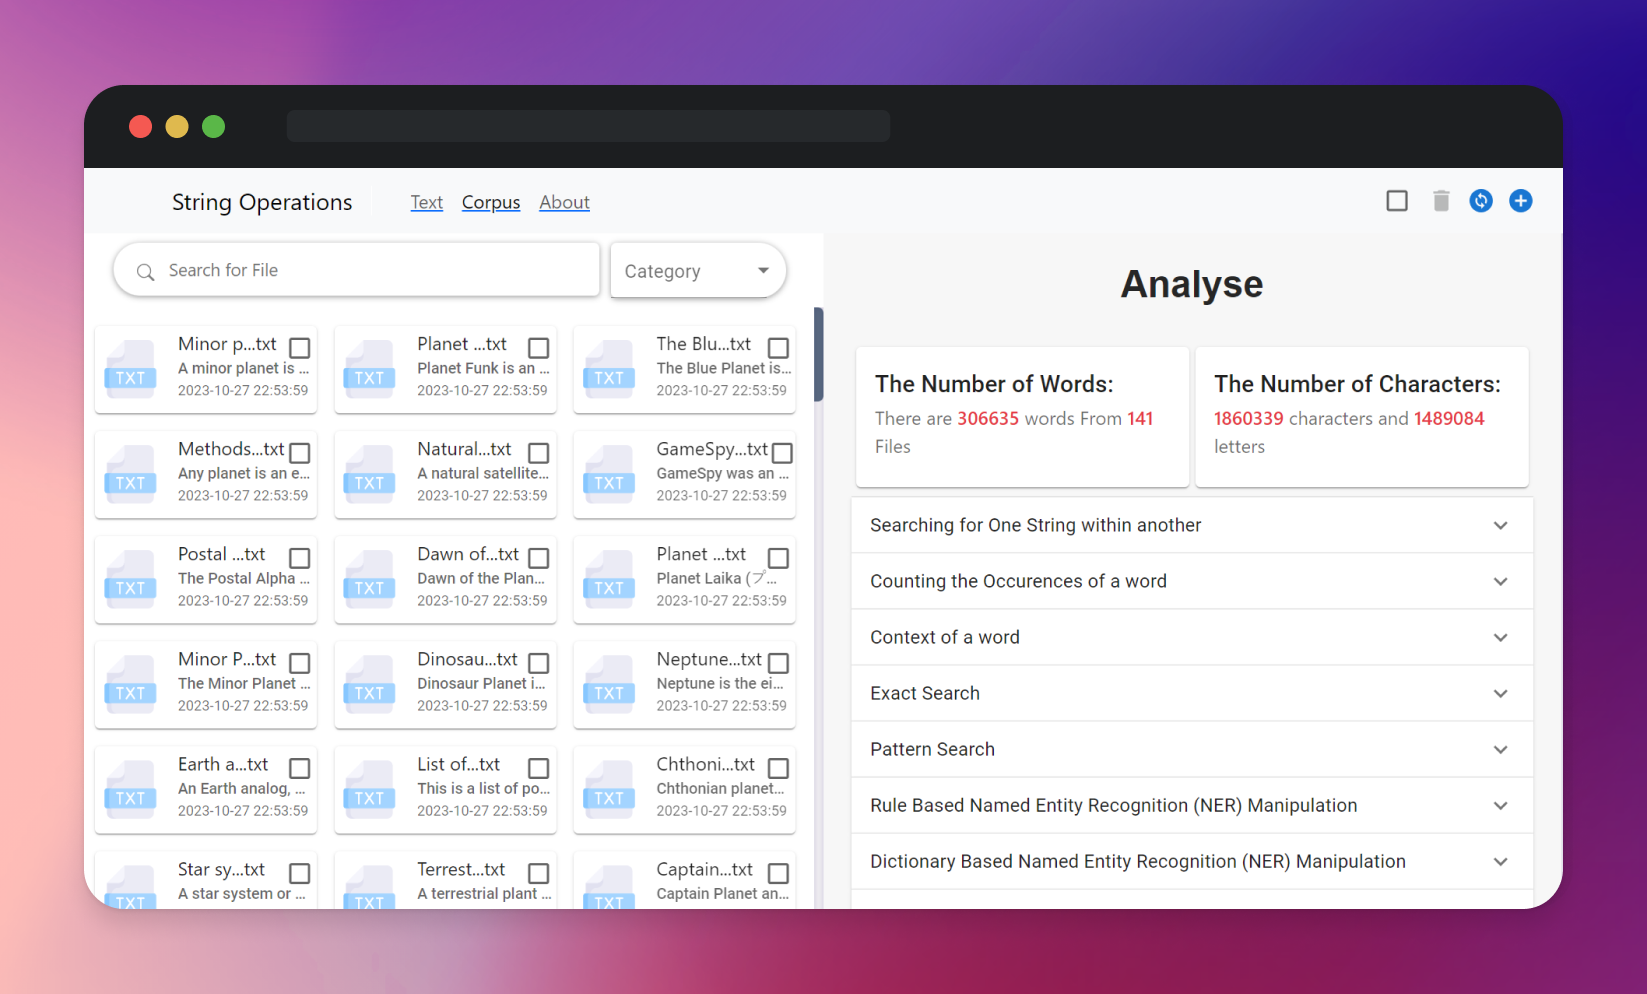 String Operations
Text
Corpus
About
Search for File
Category
Minor p...txt
A minor planet is ...
2023-10-27 22:53:59
TXT
Planet ...txt
Planet Funk is an ...
2023-10-27 22:53:59
TXT
The Blu...txt
The Blue Planet is...
2023-10-27 22:53:59
TXT
Methods...txt
Any planet is an e...
2023-10-27 22:53:59
TXT
Natural...txt
A natural satellite...
2023-10-27 22:53:59
TXT
GameSpy...txt
GameSpy was an ...
2023-10-27 22:53:59
TXT
Postal ...txt
The Postal Alpha ...
2023-10-27 22:53:59
TXT
Dawn of...txt
Dawn of the Plan...
2023-10-27 22:53:59
TXT
Planet ...txt
Planet Laika (プ...
2023-10-27 22:53:59
TXT
Minor P...txt
The Minor Planet ...
2023-10-27 22:53:59
TXT
Dinosau...txt
Dinosaur Planet i...
2023-10-27 22:53:59
TXT
Neptune...txt
Neptune is the ei...
2023-10-27 22:53:59
TXT
Earth a...txt
An Earth analog, ...
2023-10-27 22:53:59
TXT
List of...txt
This is a list of po...
2023-10-27 22:53:59
TXT
Chthoni...txt
Chthonian planet...
2023-10-27 22:53:59
TXT
Star sy...txt
A star system or ...
TXT
Terrest...txt
A terrestrial plant ...
TXT
Captain...txt
Captain Planet an...
TXT
Analyse
The Number of Words:
There are 306635 words From 141
Files
The Number of Characters:
1860339 characters and 1489084
letters
Searching for One String within another
Counting the Occurences of a word
Context of a word
Exact Search
Pattern Search
Rule Based Named Entity Recognition (NER) Manipulation
Dictionary Based Named Entity Recognition (NER) Manipulation